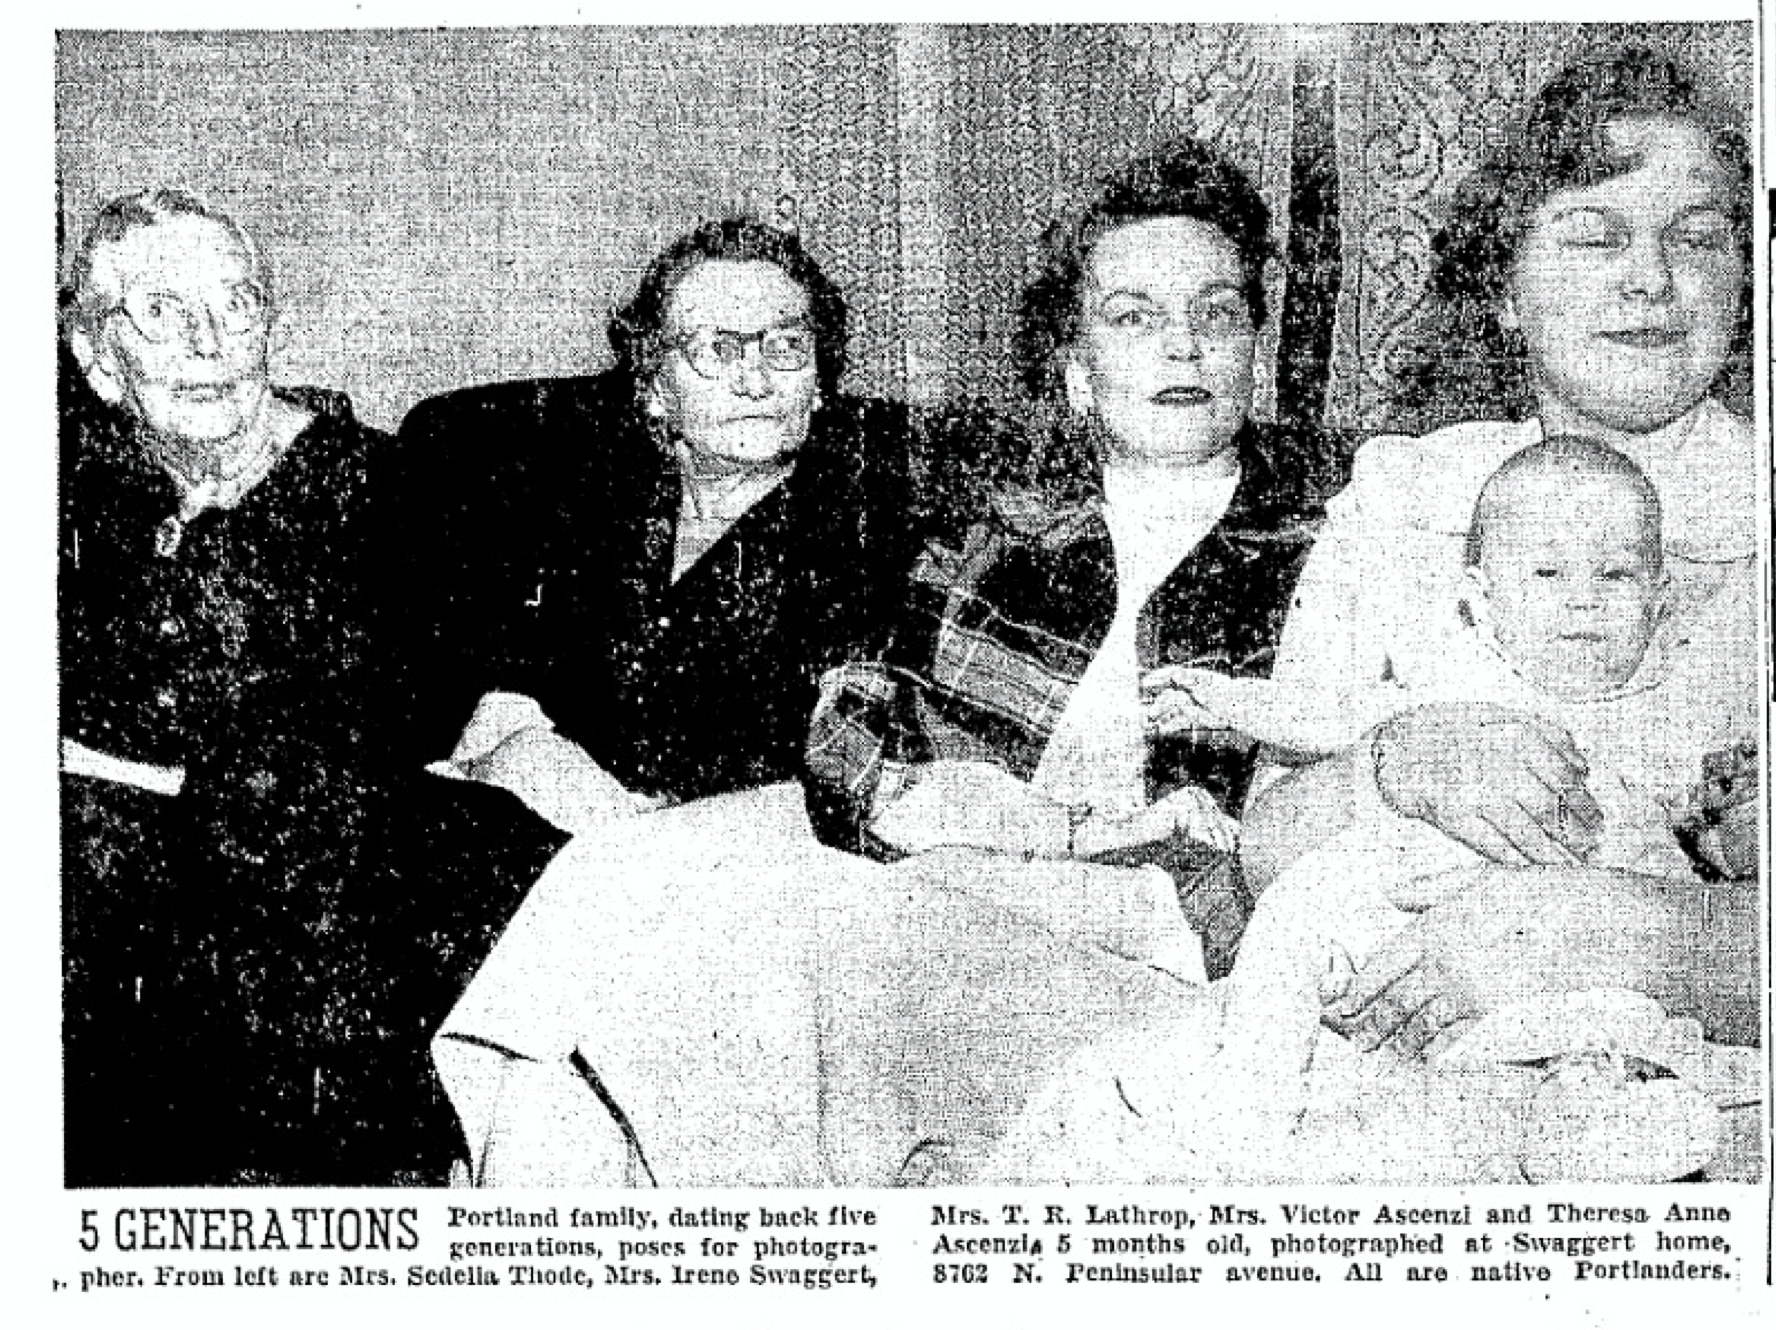 5 GENERATIONS Portland family, dating back five
generations, poses for photogra-
pher. From left are Mrs. Sedelia Thode, Mrs. Irene Swaggert,
Mrs. T. R. Lathrop, Mrs. Victor Ascenzi and Theresa Anne
Ascenzi, 5 months old, photographed at Swaggert home,
8762 N. Peninsular avenue. All are native Portlanders.